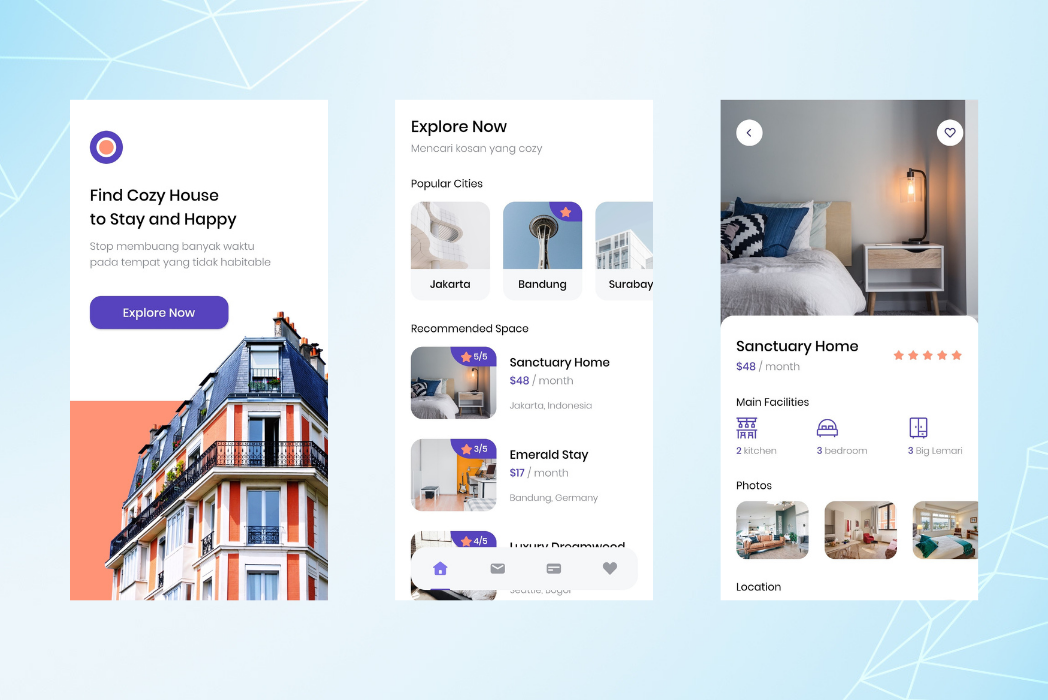 Find Cozy House
to Stay and Happy
Stop membuang banyak waktu
pada tempat yang tidak habitable
Explore Now
Explore Now
Mencari kosan yang cozy
Popular Cities
Jakarta
Bandung
Surabay
Recommended Space
5/5
Sanctuary Home
$48 / month
Jakarta, Indonesia
3/5
Emerald Stay
$17 / month
Bandung, Germany
4/5
Luxury Dreamwood
Seattle, Bogor
Sanctuary Home
$48 / month
Main Facilities
2 kitchen
3 bedroom
3 Big Lemari
Photos
Location